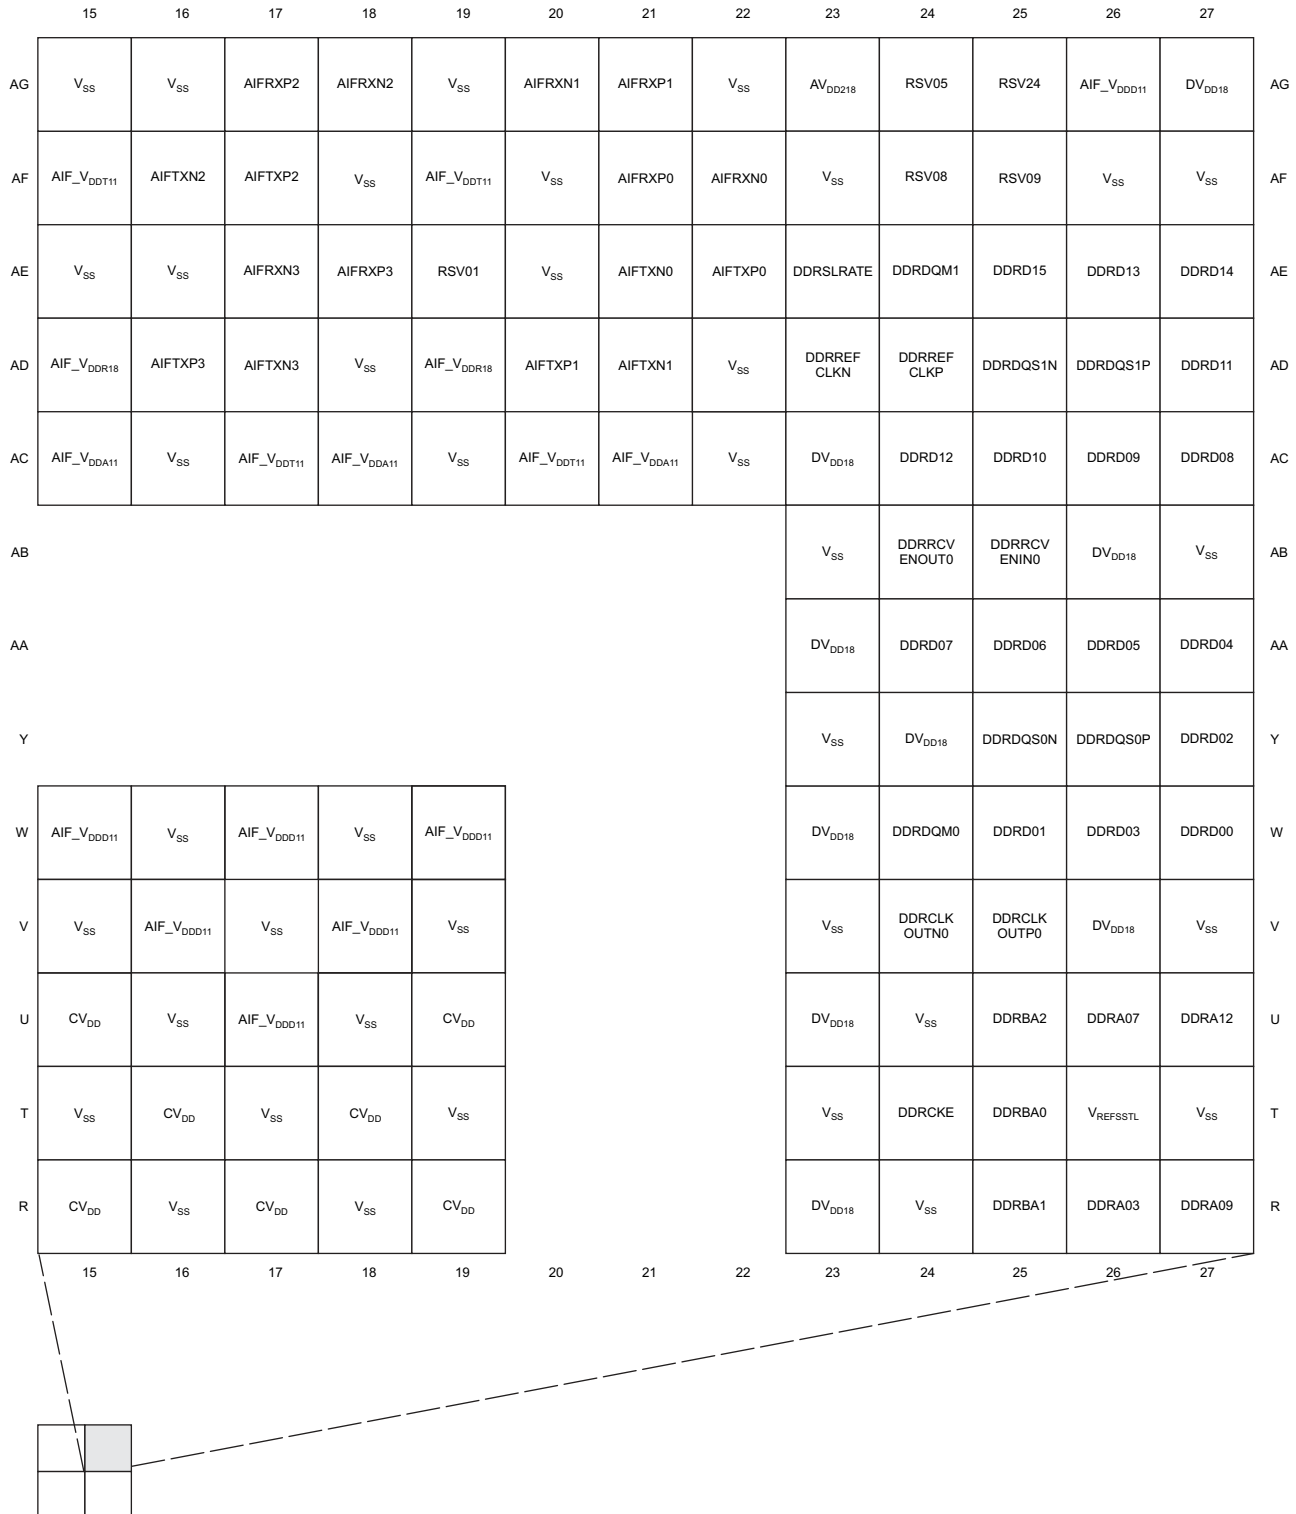 15 16 17 18 19 20 21 22 23 24 25 26 27
AG VSS VSS AIFRXP2 AIFRXN2 VSS AIFRXN1 AIFRXP1 VSS AVDD218 RSV05 RSV24 AIF_VDDD11 DVDD18 AG
AF AIF_VDDT11 AIFTXN2 AIFTXP2 VSS AIF_VDDT11 VSS AIFRXP0 AIFRXN0 VSS RSV08 RSV09 VSS VSS AF
AE VSS VSS AIFRXN3 AIFRXP3 RSV01 VSS AIFTXN0 AIFTXP0 DDRSLRATE DDRDQM1 DDRD15 DDRD13 DDRD14 AE
AD AIF_VDDR18 AIFTXP3 AIFTXN3 VSS AIF_VDDR18 AIFTXP1 AIFTXN1 VSS DDRREF CLKN DDRREF CLKP DDRDQS1N DDRDQS1P DDRD11 AD
AC AIF_VDDA11 VSS AIF_VDDT11 AIF_VDDA11 VSS AIF_VDDT11 AIF_VDDA11 VSS DVDD18 DDRD12 DDRD10 DDRD09 DDRD08 AC
AB VSS DDRRCV ENOUT0 DDRRCV ENIN0 DVDD18 VSS AB
AA DVDD18 DDRD07 DDRD06 DDRD05 DDRD04 AA
Y VSS DVDD18 DDRDQS0N DDRDQS0P DDRD02 Y
W AIF_VDDD11 VSS AIF_VDDD11 VSS AIF_VDDD11 DVDD18 DDRDQM0 DDRD01 DDRD03 DDRD00 W
V VSS AIF_VDDD11 VSS AIF_VDDD11 VSS VSS DDRCLK OUTN0 DDRCLK OUTP0 DVDD18 VSS V
U CVDD VSS AIF_VDDD11 VSS CVDD DVDD18 VSS DDRBA2 DDRA07 DDRA12 U
T VSS CVDD VSS CVDD VSS VSS DDRCKE DDRBA0 VREFSSTL VSS T
R CVDD VSS CVDD VSS CVDD DVDD18 VSS DDRBA1 DDRA03 DDRA09 R
15 16 17 18 19 20 21 22 23 24 25 26 27